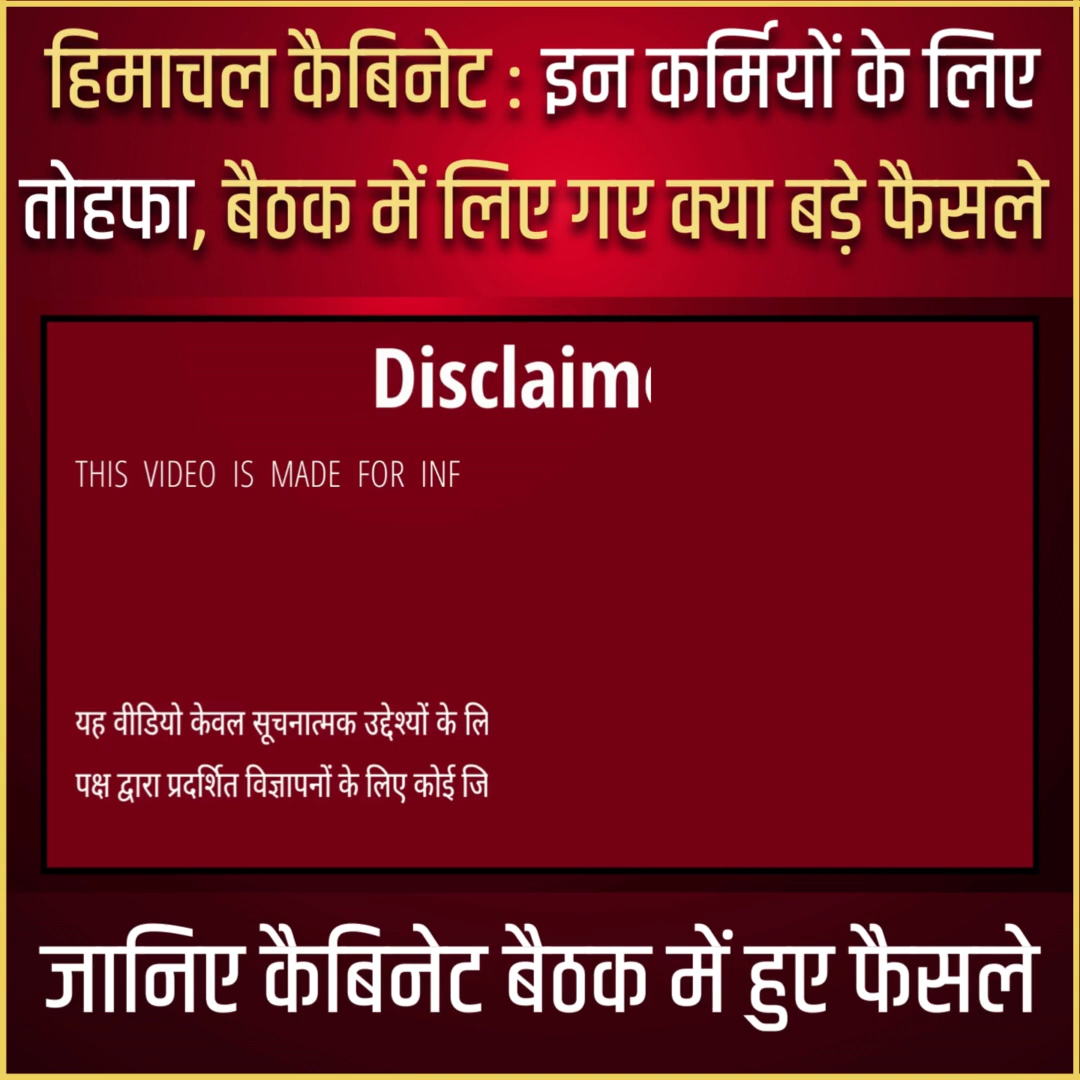 हिमाचल कैबिनेट : इन कर्मियों के लिए
तोहफा, बैठक में लिए गए क्या बड़े फैसले
Disclaim
THIS VIDEO IS MADE FOR INF
यह वीडियो केवल सूचनात्मक उद्देश्यों के लि
पक्ष द्वारा प्रदर्शित विज्ञापनों के लिए कोई जि
जानिए कैबिनेट बैठक में हुए फैसले